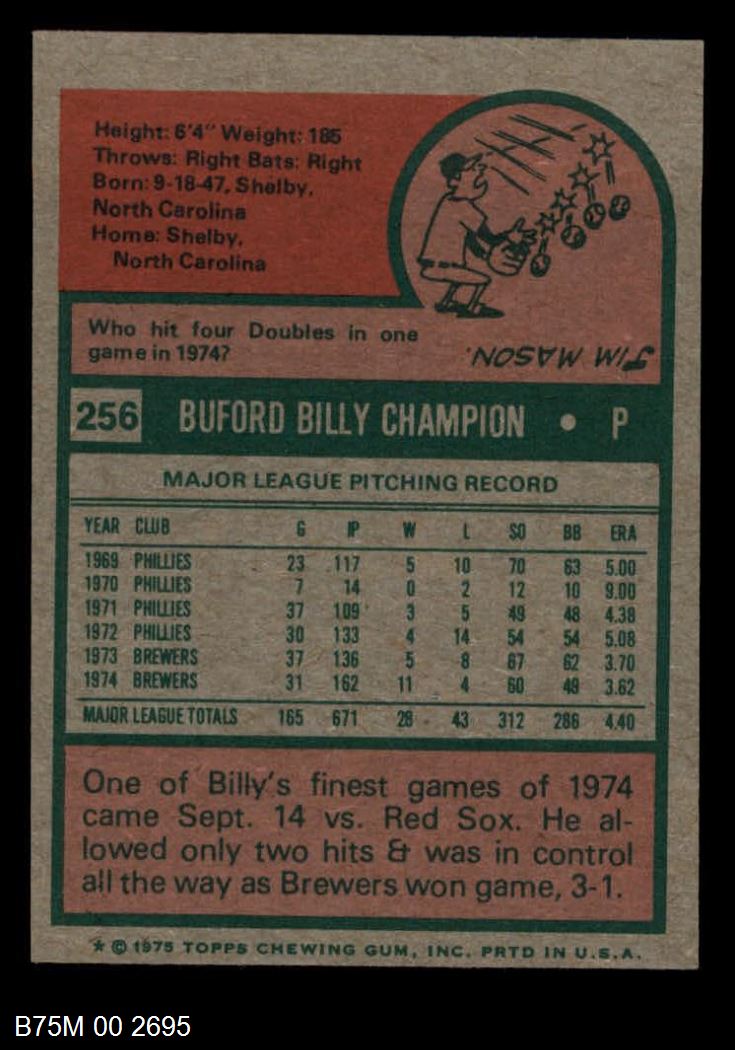 Height: 6'4" Weight: 185
Throws: Right Bats: Right
Born: 9-18-47, Shelby,
North Carolina
Home: Shelby,
North Carolina
Who hit four Doubles in one
game in 1974?
JIM MASON.
256 BUFORD BILLY CHAMPION • P
MAJOR LEAGUE PITCHING RECORD
YEAR CLUB G IP W L SO BB ERA
1969 PHILLIES 23 117 5 10 70 63 5.00
1970 PHILLIES 7 14 0 2 12 10 9.00
1971 PHILLIES 37 109 3 5 49 48 4.38
1972 PHILLIES 30 133 4 14 54 54 5.08
1973 BREWERS 37 136 5 8 67 62 3.70
1974 BREWERS 31 162 11 4 60 49 3.62
MAJOR LEAGUE TOTALS 165 671 28 43 312 286 4.40
One of Billy's finest games of 1974
came Sept. 14 vs. Red Sox. He al-
lowed only two hits & was in control
all the way as Brewers won game, 3-1.
* © 1975 TOPPS CHEWING GUM, INC. PRTD IN U.S.A.
B75M 00 2695